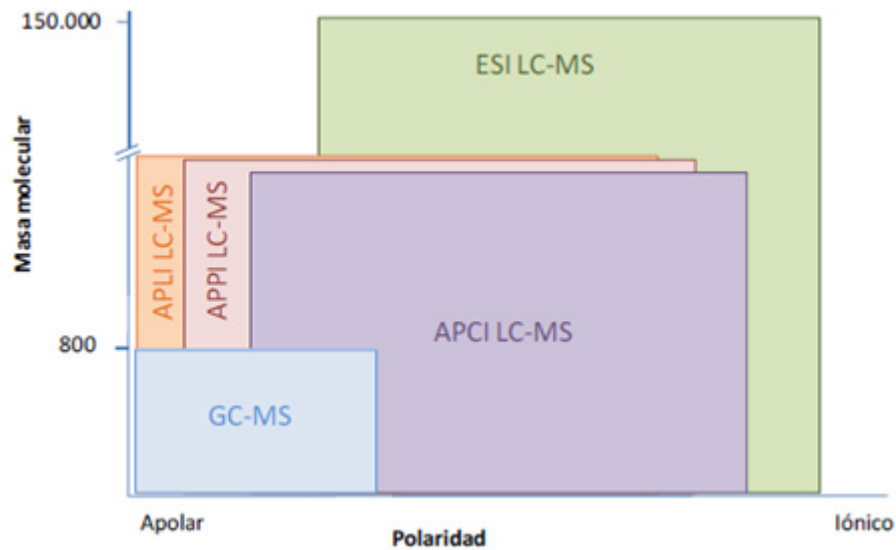 150.000
ESI LC-MS
Masa molecular
APLI LC-MS
APPI LC-MS
800
APCI LC-MS
GC-MS
Apolar
Polaridad
Iónico